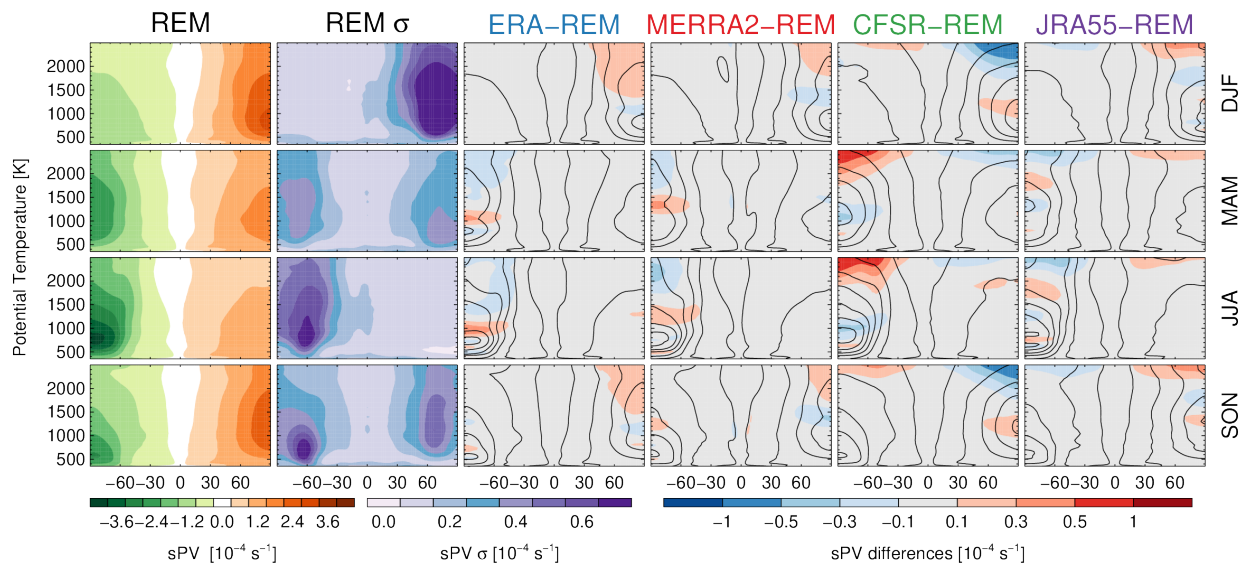 REM REM σ ERA−REM MERRA2−REM CFSR−REM JRA55−REM
Potential Temperature [K]
2000
1500
1000
500
DJF
2000
1500
1000
500
MAM
2000
1500
1000
500
JJA
2000
1500
1000
500
SON
−60−30 0 30 60 −60−30 0 30 60 −60−30 0 30 60 −60−30 0 30 60 −60−30 0 30 60 −60−30 0 30 60
−3.6−2.4−1.2 0.0 1.2 2.4 3.6 0.0 0.2 0.4 0.6 −1 −0.5 −0.3 −0.1 0.1 0.3 0.5 1
sPV [10⁻⁴ s⁻¹] sPV σ [10⁻⁴ s⁻¹] sPV differences [10⁻⁴ s⁻¹]